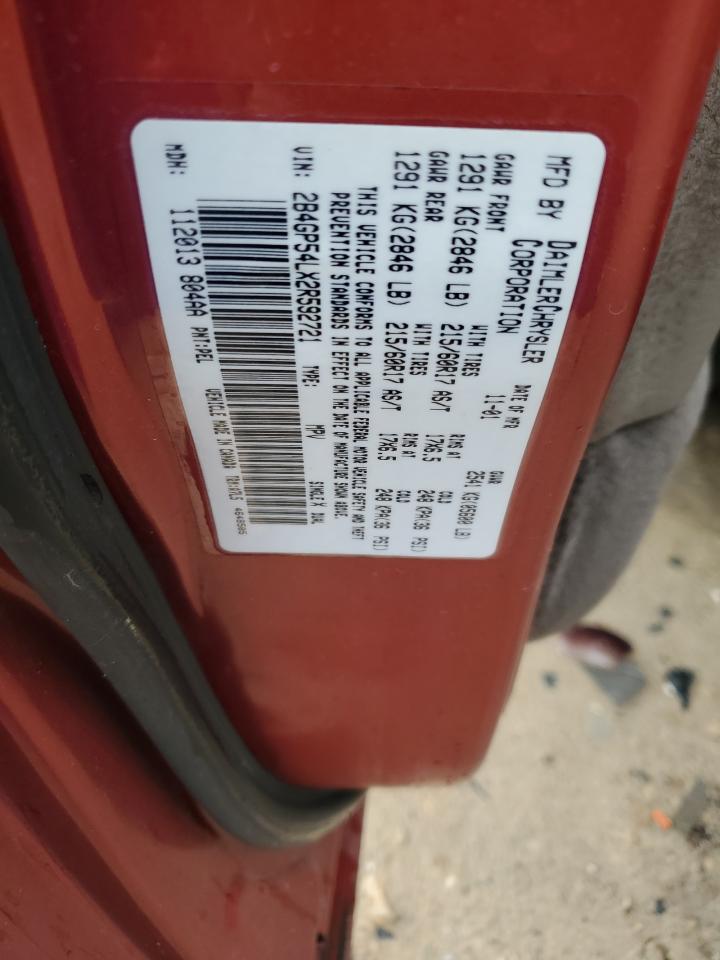 MFD BY DAIMLERCHRYSLER CORPORATION
DATE OF MFR 11-01
GVWR 2541 KG(05600 LB)
GAWR FRONT WITH TIRES RIMS AT COLD
1291 KG(2846 LB) 215/60R17 AS/T 17X6.5 248 KPA(36 PSI)
GAWR REAR WITH TIRES RIMS AT COLD
1291 KG(2846 LB) 215/60R17 AS/T 17X6.5 248 KPA(36 PSI)
THIS VEHICLE CONFORMS TO ALL APPLICABLE FEDERAL MOTOR VEHICLE SAFETY AND THEFT
PREVENTION STANDARDS IN EFFECT ON THE DATE OF MANUFACTURE SHOWN ABOVE.
VIN: 2B4GP54LX2R592721 TYPE: MPV SINGLE X DUAL
MDH: 112013 804AA PNT:PEL VEHICLE MADE IN CANADA